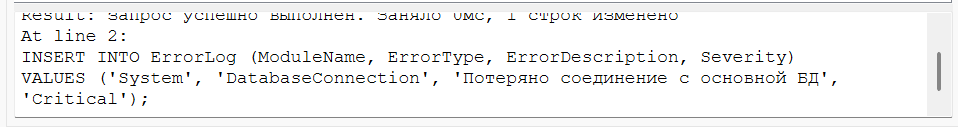 Result: Запрос успешно выполнен. Заняло 0мс, 1 строк изменено
At line 2:
INSERT INTO ErrorLog (ModuleName, ErrorType, ErrorDescription, Severity)
VALUES ('System', 'DatabaseConnection', 'Потеряно соединение с основной БД',
'Critical');